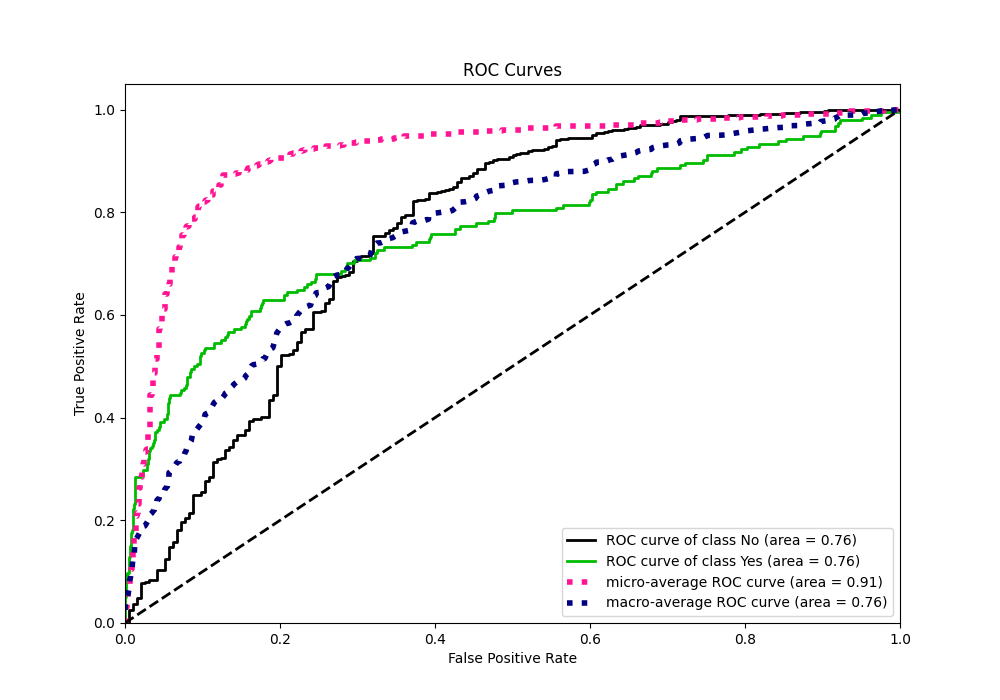 ROC Curves
True Positive Rate
1.0
0.8
0.6
0.4
0.2
0.0
0.0 0.2 0.4 0.6 0.8 1.0
False Positive Rate
ROC curve of class No (area = 0.76)
ROC curve of class Yes (area = 0.76)
micro-average ROC curve (area = 0.91)
macro-average ROC curve (area = 0.76)